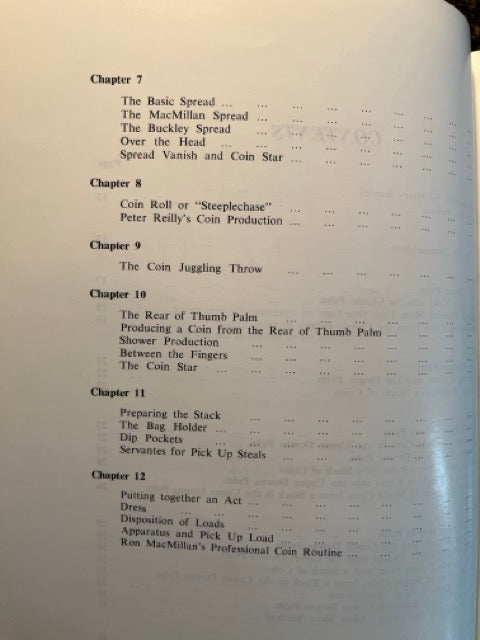 Chapter 7
The Basic Spread ... ... ... ... ... ... ...
The MacMillan Spread ... ... ... ... ... ... ...
The Buckley Spread ... ... ... ... ... ... ...
Over the Head ... ... ... ... ... ... ...
Spread Vanish and Coin Star ... ... ... ... ... ...
Chapter 8
Coin Roll or "Steeplechase" ... ... ... ... ... ...
Peter Reilly's Coin Production ... ... ... ... ... ...
Chapter 9
The Coin Juggling Throw ... ... ... ... ... ...
Chapter 10
The Rear of Thumb Palm ... ... ... ... ... ...
Producing a Coin from the Rear of Thumb Palm ... ... ...
Shower Production ... ... ... ... ... ... ...
Between the Fingers ... ... ... ... ... ... ...
The Coin Star ... ... ... ... ... ... ... ...
Chapter 11
Preparing the Stack ... ... ... ... ... ... ...
The Bag Holder ... ... ... ... ... ... ... ...
Dip Pockets ... ... ... ... ... ... ...
Servantes for Pick Up Steals ... ... ... ... ... ...
Chapter 12
Putting together an Act ... ... ... ... ... ... ...
Dress ... ... ... ... ... ... ... ... ...
Disposition of Loads ... ... ... ... ... ... ...
Apparatus and Pick Up Load ... ... ... ... ... ...
Ron MacMillan's Professional Coin Routine ... ... ... ...